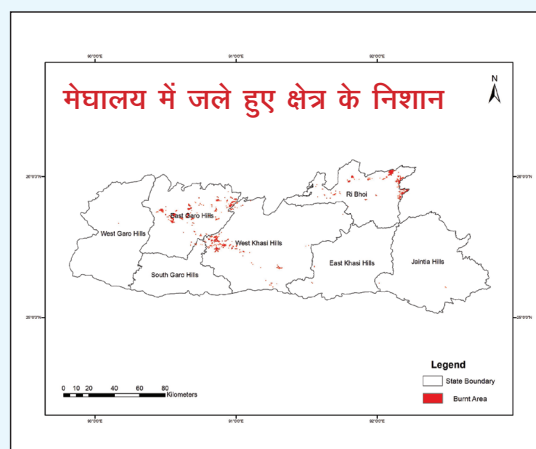 मेघालय में जले हुए क्षेत्र के निशान
N
Ri Bhoi
East Garo Hills
West Garo Hills
West Khasi Hills
East Khasi Hills
Jaintia Hills
South Garo Hills
Legend
State Boundary
Burnt Area
0 10 20 40 60 80
Kilometers